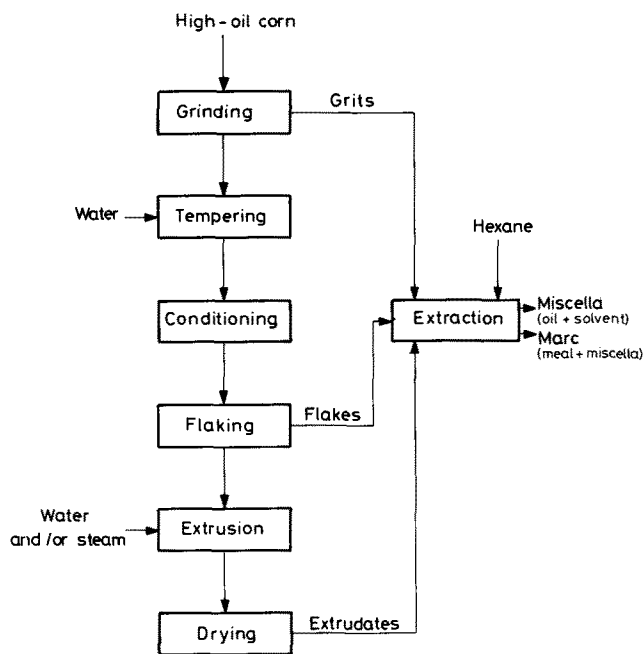 High-oil corn
Grinding
Grits
Water
Tempering
Hexane
Conditioning
Extraction
Miscella
(oil + solvent)
Marc
(meal + miscella)
Flaking
Flakes
Water
and /or steam
Extrusion
Drying
Extrudates